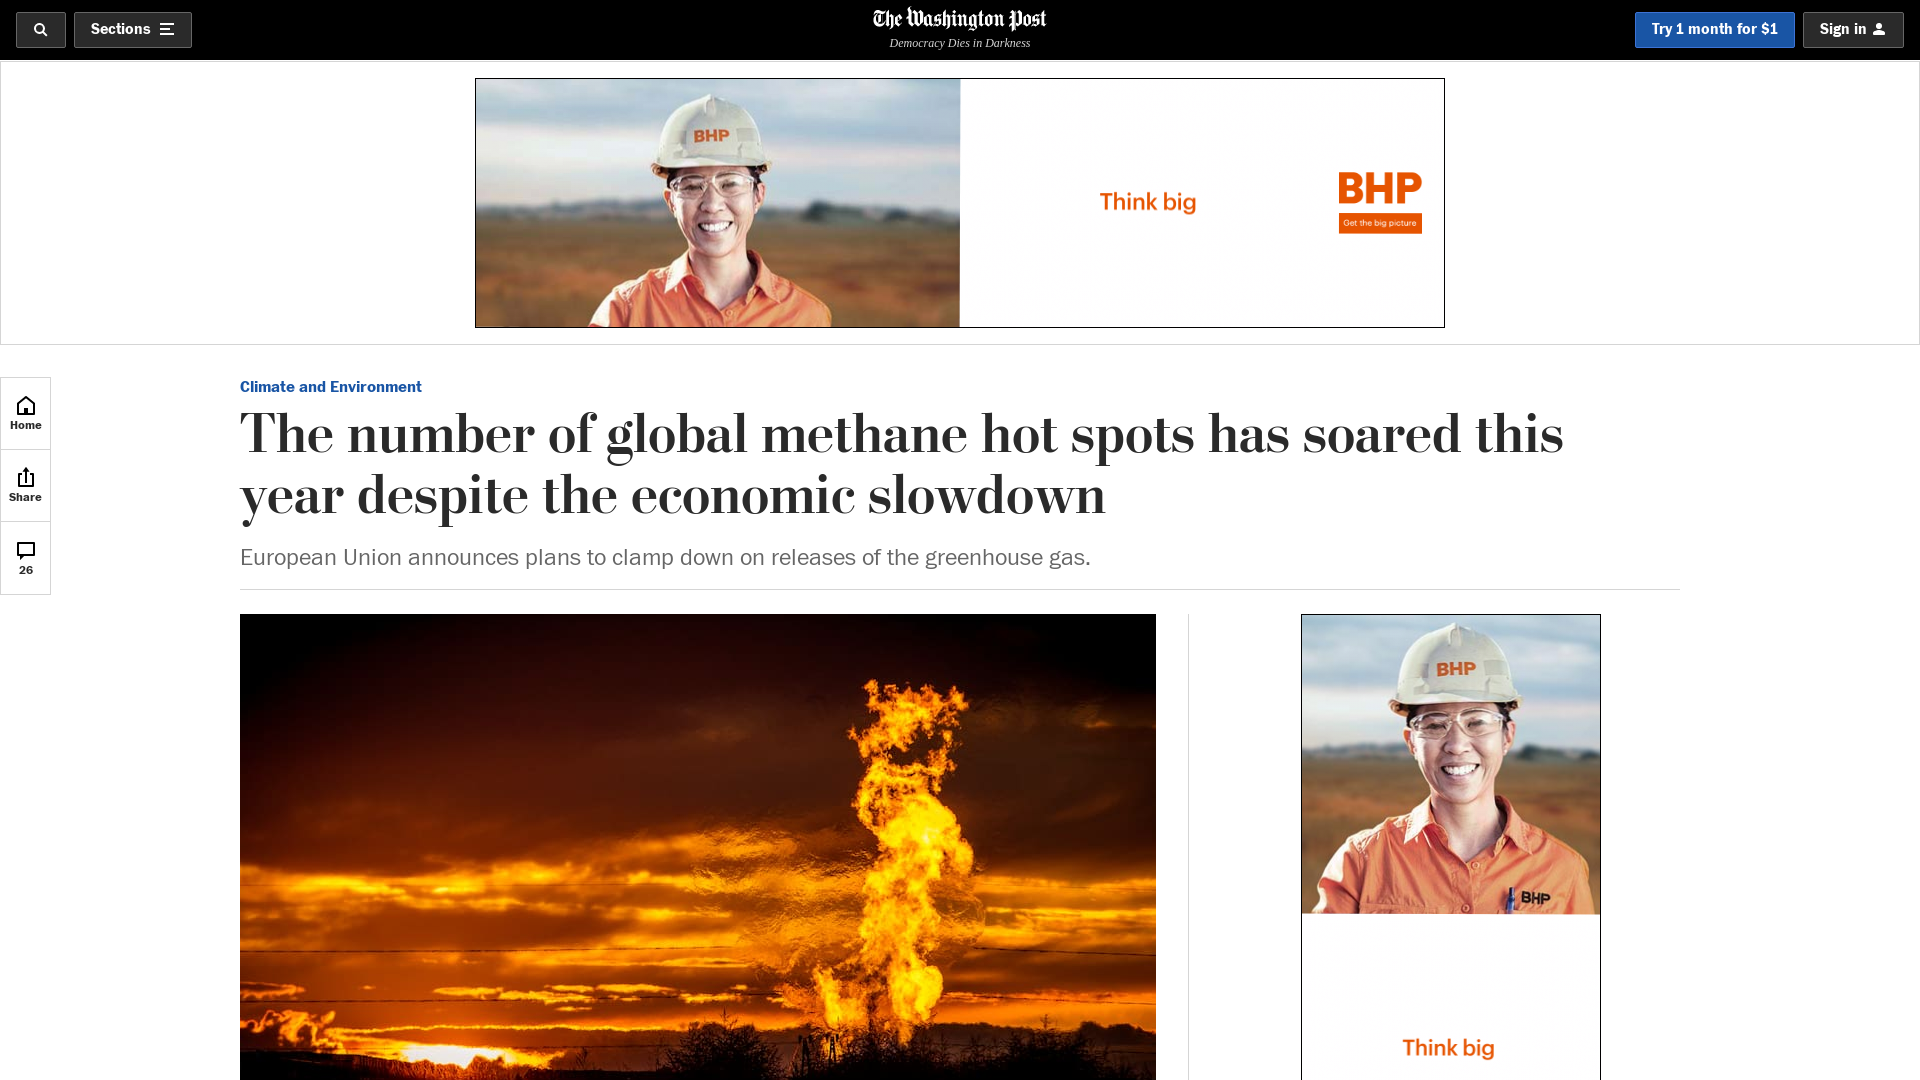 Sections
The Washington Post
Democracy Dies in Darkness
Try 1 month for $1
Sign in
BHP
Think big
BHP
Get the big picture
Home
Share
26
Climate and Environment
The number of global methane hot spots has soared this
year despite the economic slowdown
European Union announces plans to clamp down on releases of the greenhouse gas.
BHP
BHP
Think big